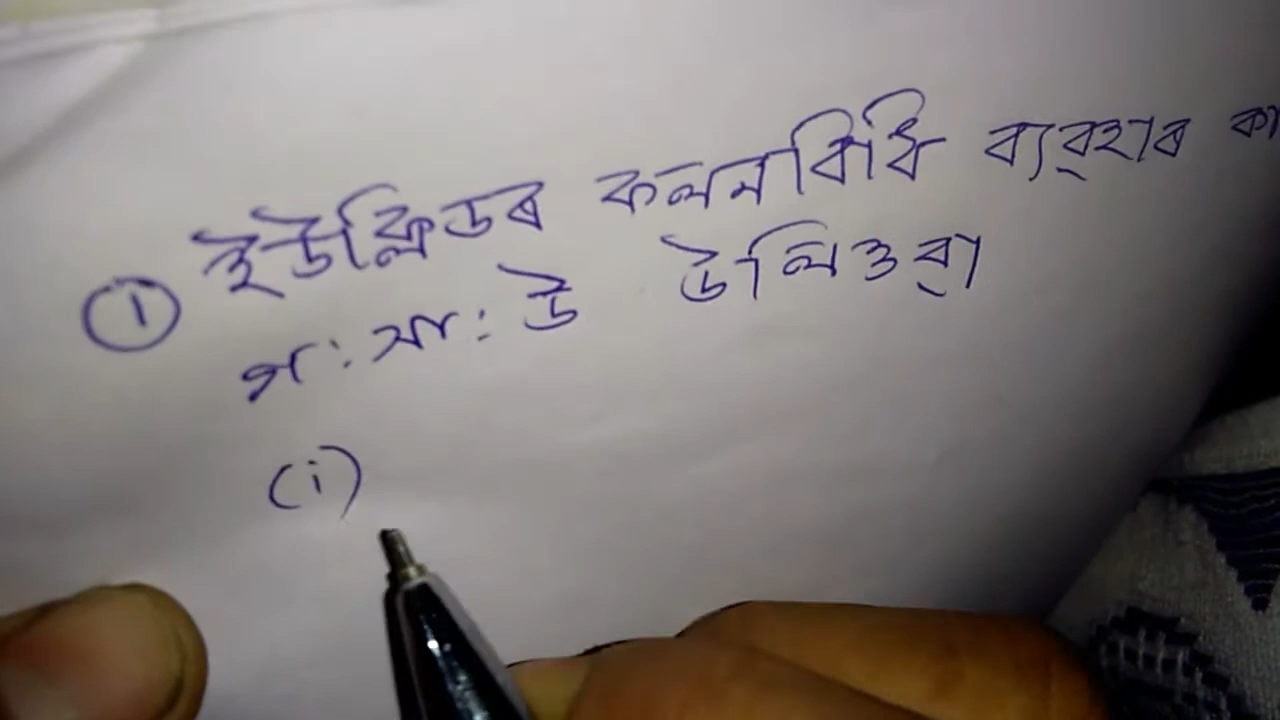 ① ইউক্লিডৰ কলনবিধি ব্যৱহাৰ
গ: সা: উ উলিওৱা
(i)